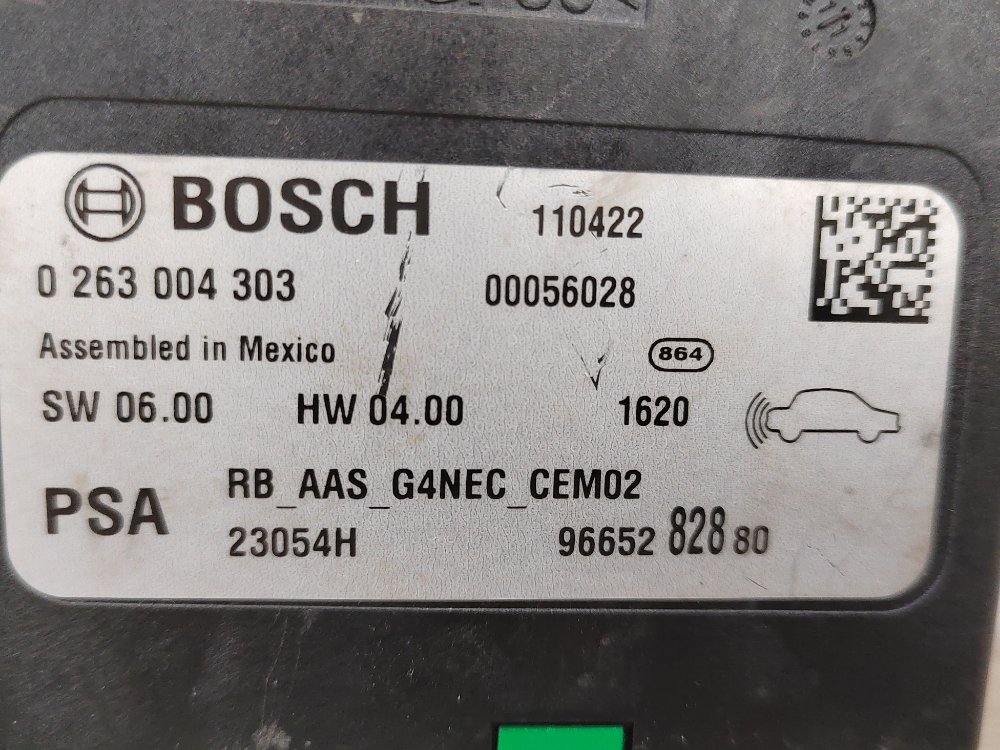 BOSCH 110422
0 263 004 303 00056028
Assembled in Mexico 864
SW 06.00 HW 04.00 1620
RB_AAS_G4NEC_CEM02
PSA
23054H 96652 828 80